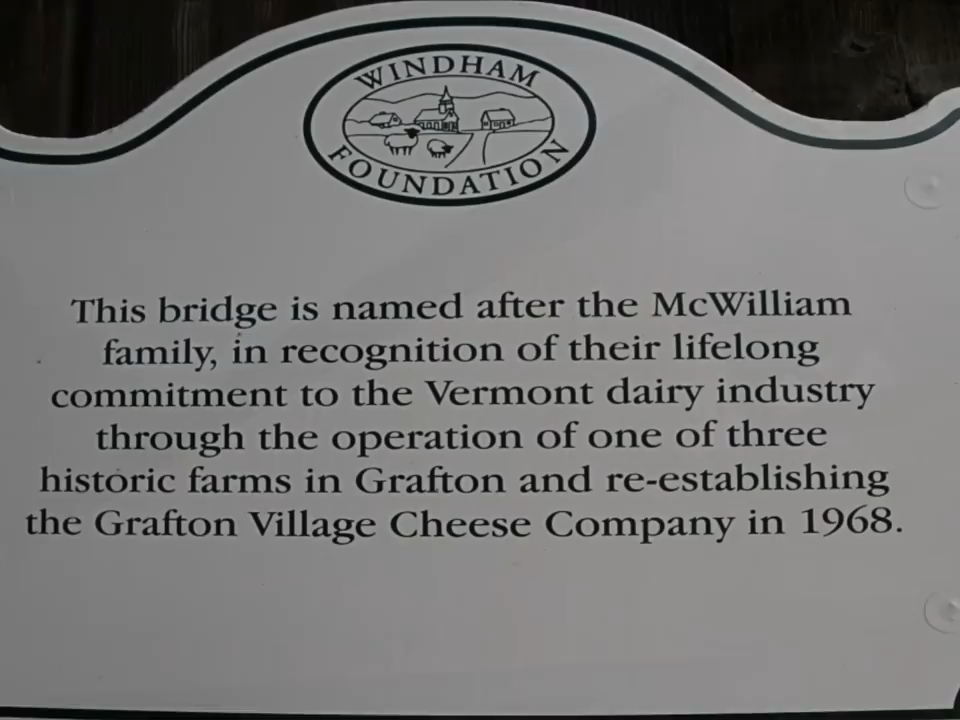 WINDHAM
FOUNDATION
This bridge is named after the McWilliam
family, in recognition of their lifelong
commitment to the Vermont dairy industry
through the operation of one of three
historic farms in Grafton and re-establishing
the Grafton Village Cheese Company in 1968.